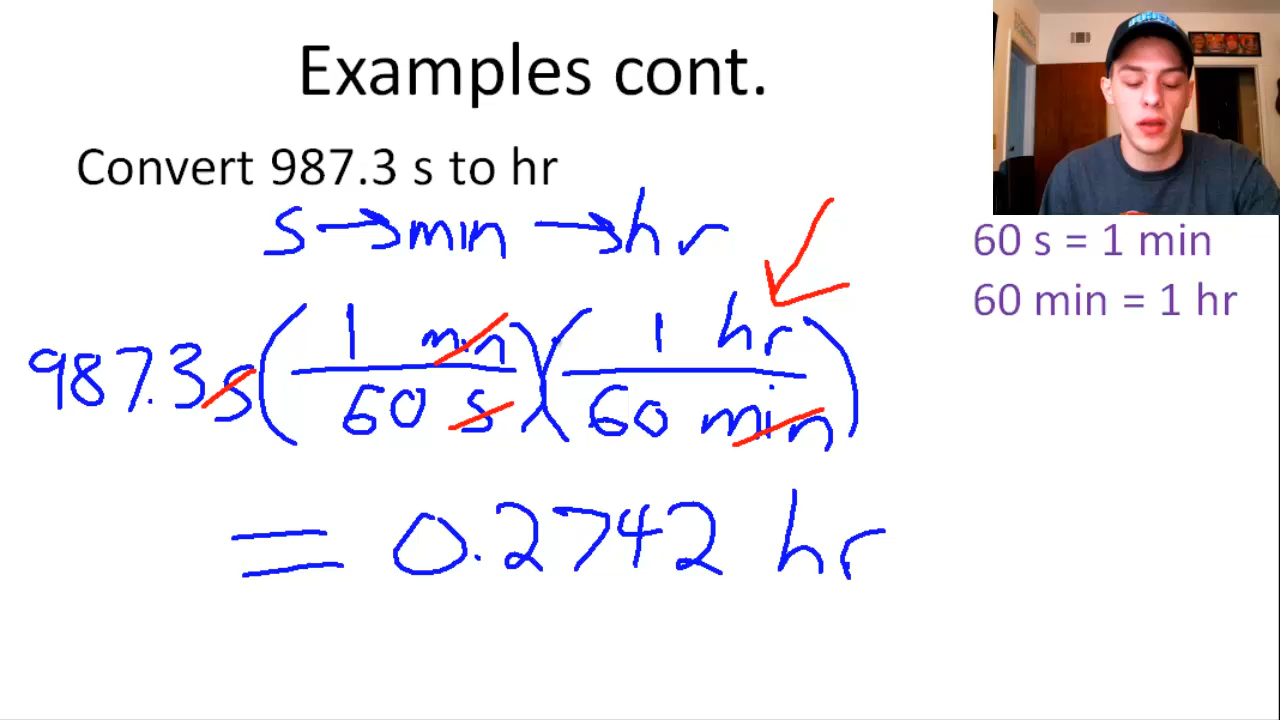 Examples cont.
Convert 987.3 s to hr
s → min → hr
60 s = 1 min
60 min = 1 hr
987.3 s (1 min / 60 s) (1 hr / 60 min)
= 0.2742 hr